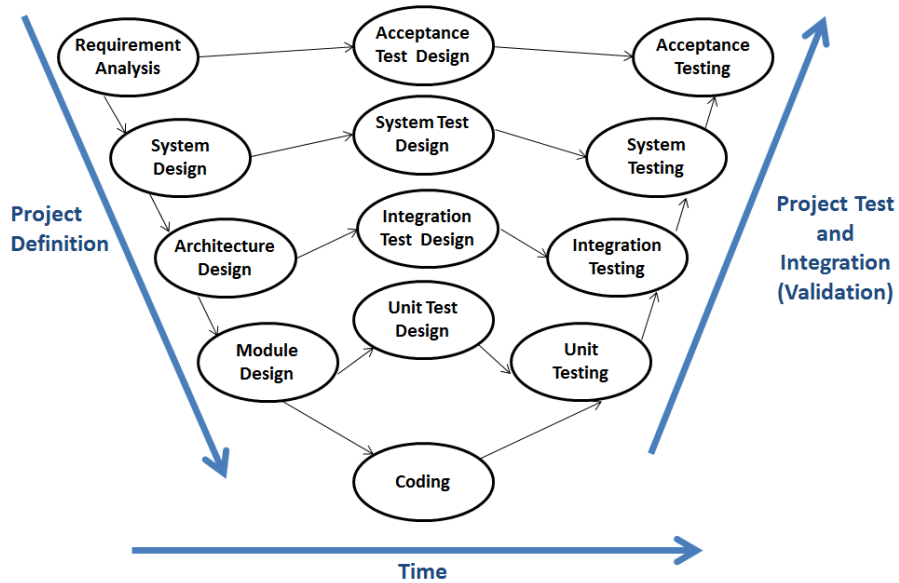 Requirement
Analysis
Acceptance
Test Design
Acceptance
Testing
System
Design
System Test
Design
System
Testing
Project
Definition
Architecture
Design
Integration
Test Design
Integration
Testing
Project Test
and
Integration
(Validation)
Module
Design
Unit Test
Design
Unit
Testing
Coding
Time